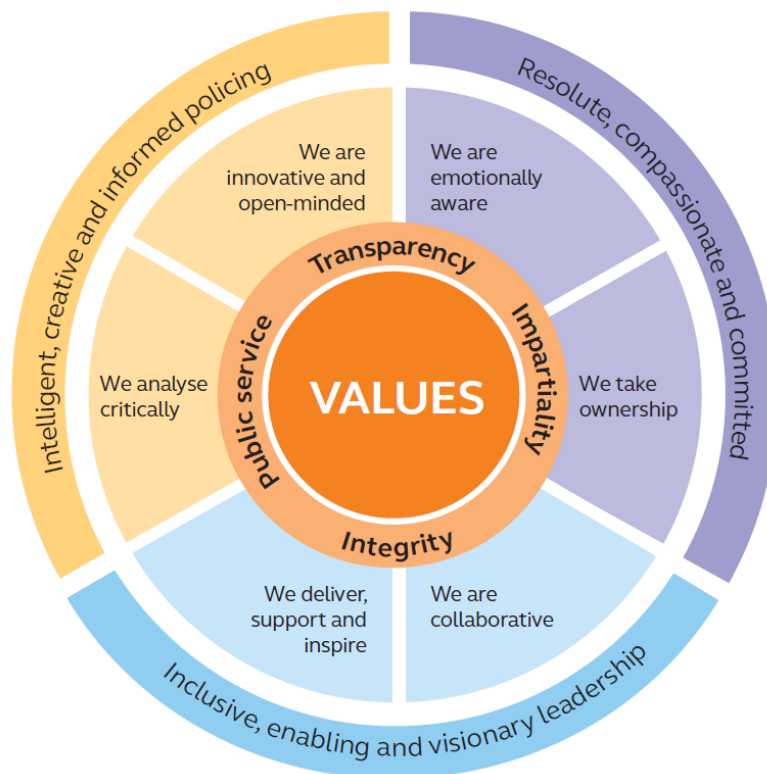 Intelligent, creative and informed policing
Resolute, compassionate and committed
We are
innovative and
open-minded
We are
emotionally
aware
Transparency
We analyse
critically
Public service
VALUES
Impartiality
We take
ownership
Integrity
We deliver,
support and
inspire
We are
collaborative
Inclusive, enabling and visionary leadership